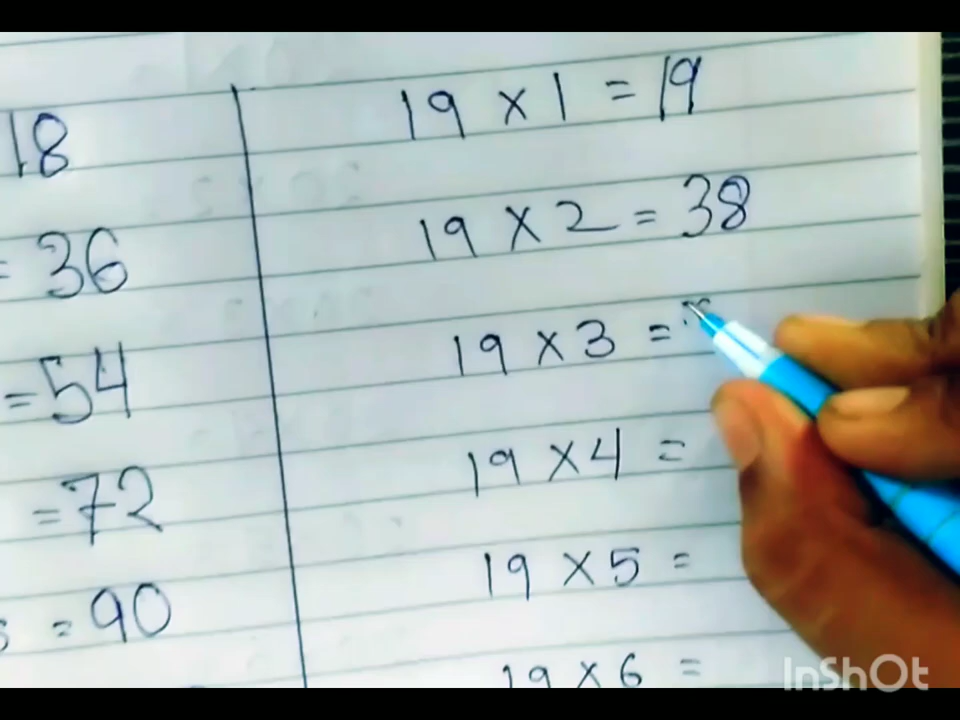 18
= 36
= 54
= 72
= 90
19 × 1 = 19
19 × 2 = 38
19 × 3 =
19 × 4 =
19 × 5 =
19 × 6 =
InShOt